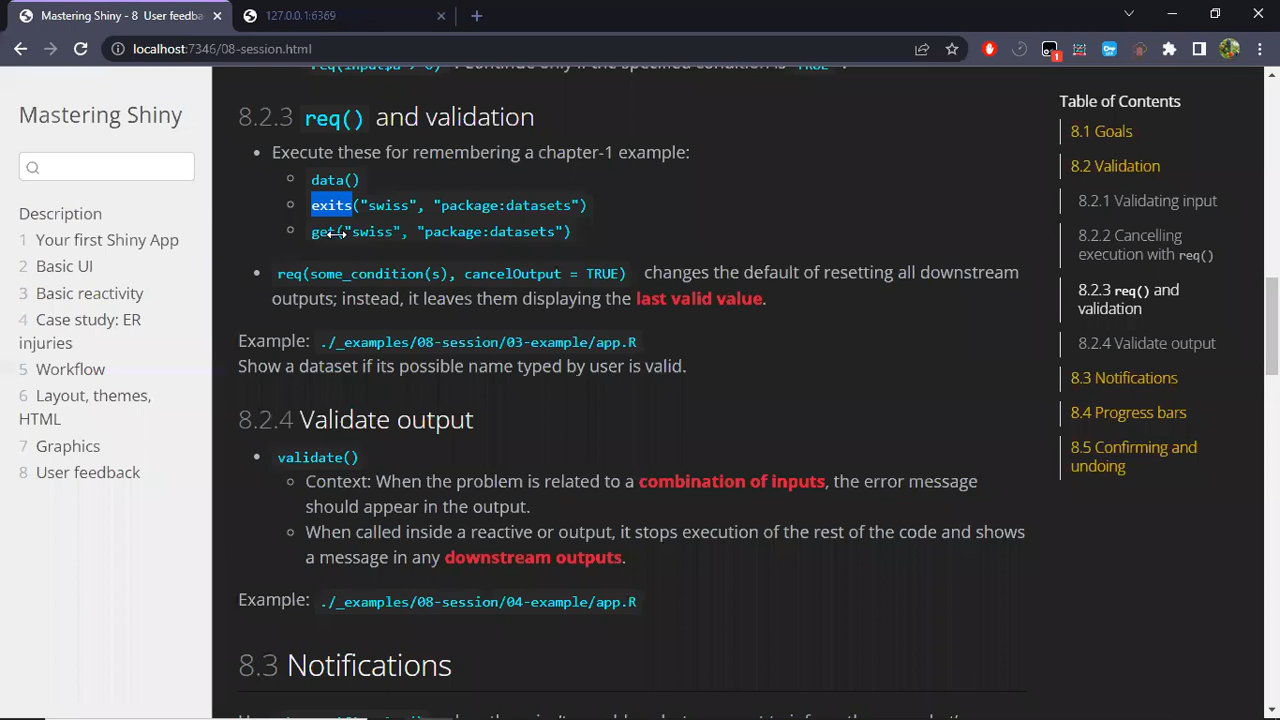 Mastering Shiny - 8 User feedba
127.0.0.1:6369
localhost:7346/08-session.html
1
Mastering Shiny
Description
1 Your first Shiny App
2 Basic UI
3 Basic reactivity
4 Case study: ER
injuries
5 Workflow
6 Layout, themes,
HTML
7 Graphics
8 User feedback
8.2.3 req() and validation
• Execute these for remembering a chapter-1 example:
◦ data()
◦ exits("swiss", "package:datasets")
◦ get("swiss", "package:datasets")
• req(some_condition(s), cancelOutput = TRUE) changes the default of resetting all downstream
outputs; instead, it leaves them displaying the last valid value.
Example: ./_examples/08-session/03-example/app.R
Show a dataset if its possible name typed by user is valid.
8.2.4 Validate output
• validate()
◦ Context: When the problem is related to a combination of inputs, the error message
should appear in the output.
◦ When called inside a reactive or output, it stops execution of the rest of the code and shows
a message in any downstream outputs.
Example: ./_examples/08-session/04-example/app.R
8.3 Notifications
Table of Contents
8.1 Goals
8.2 Validation
8.2.1 Validating input
8.2.2 Cancelling
execution with req()
8.2.3 req() and
validation
8.2.4 Validate output
8.3 Notifications
8.4 Progress bars
8.5 Confirming and
undoing